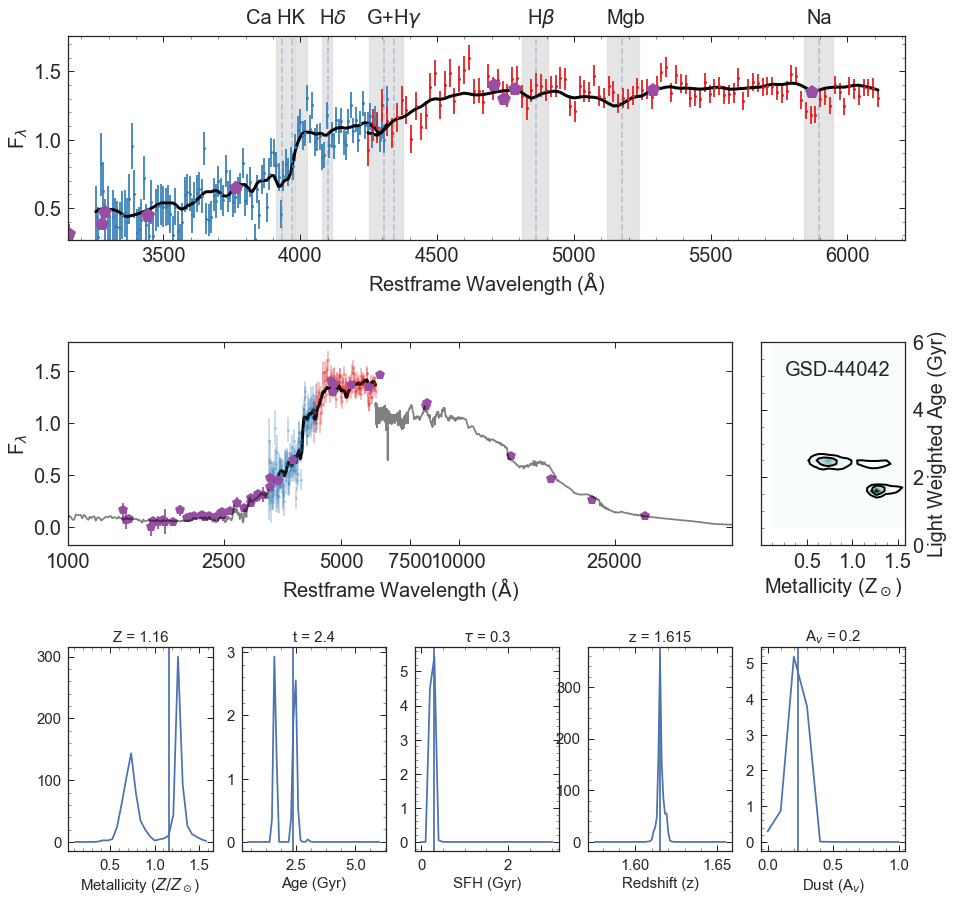 Ca HK Hδ G+Hγ Hβ Mgb Na
1.5
1.0
0.5
F_λ
3500 4000 4500 5000 5500 6000
Restframe Wavelength (Å)
1.5
1.0
0.5
0.0
F_λ
1000 2500 5000 7500 10000 25000
Restframe Wavelength (Å)
GSD-44042
6
4
2
0
Light Weighted Age (Gyr)
0.5 1.0 1.5
Metallicity (Z_⊙)
Z = 1.16
300
200
100
0
0.5 1.0 1.5
Metallicity (Z/Z_⊙)
t = 2.4
3
2
1
0
2.5 5.0
Age (Gyr)
τ = 0.3
5
4
3
2
1
0
0 2
SFH (Gyr)
z = 1.615
300
200
100
0
1.60 1.65
Redshift (z)
A_v = 0.2
5
4
3
2
1
0
0.0 0.5 1.0
Dust (A_v)